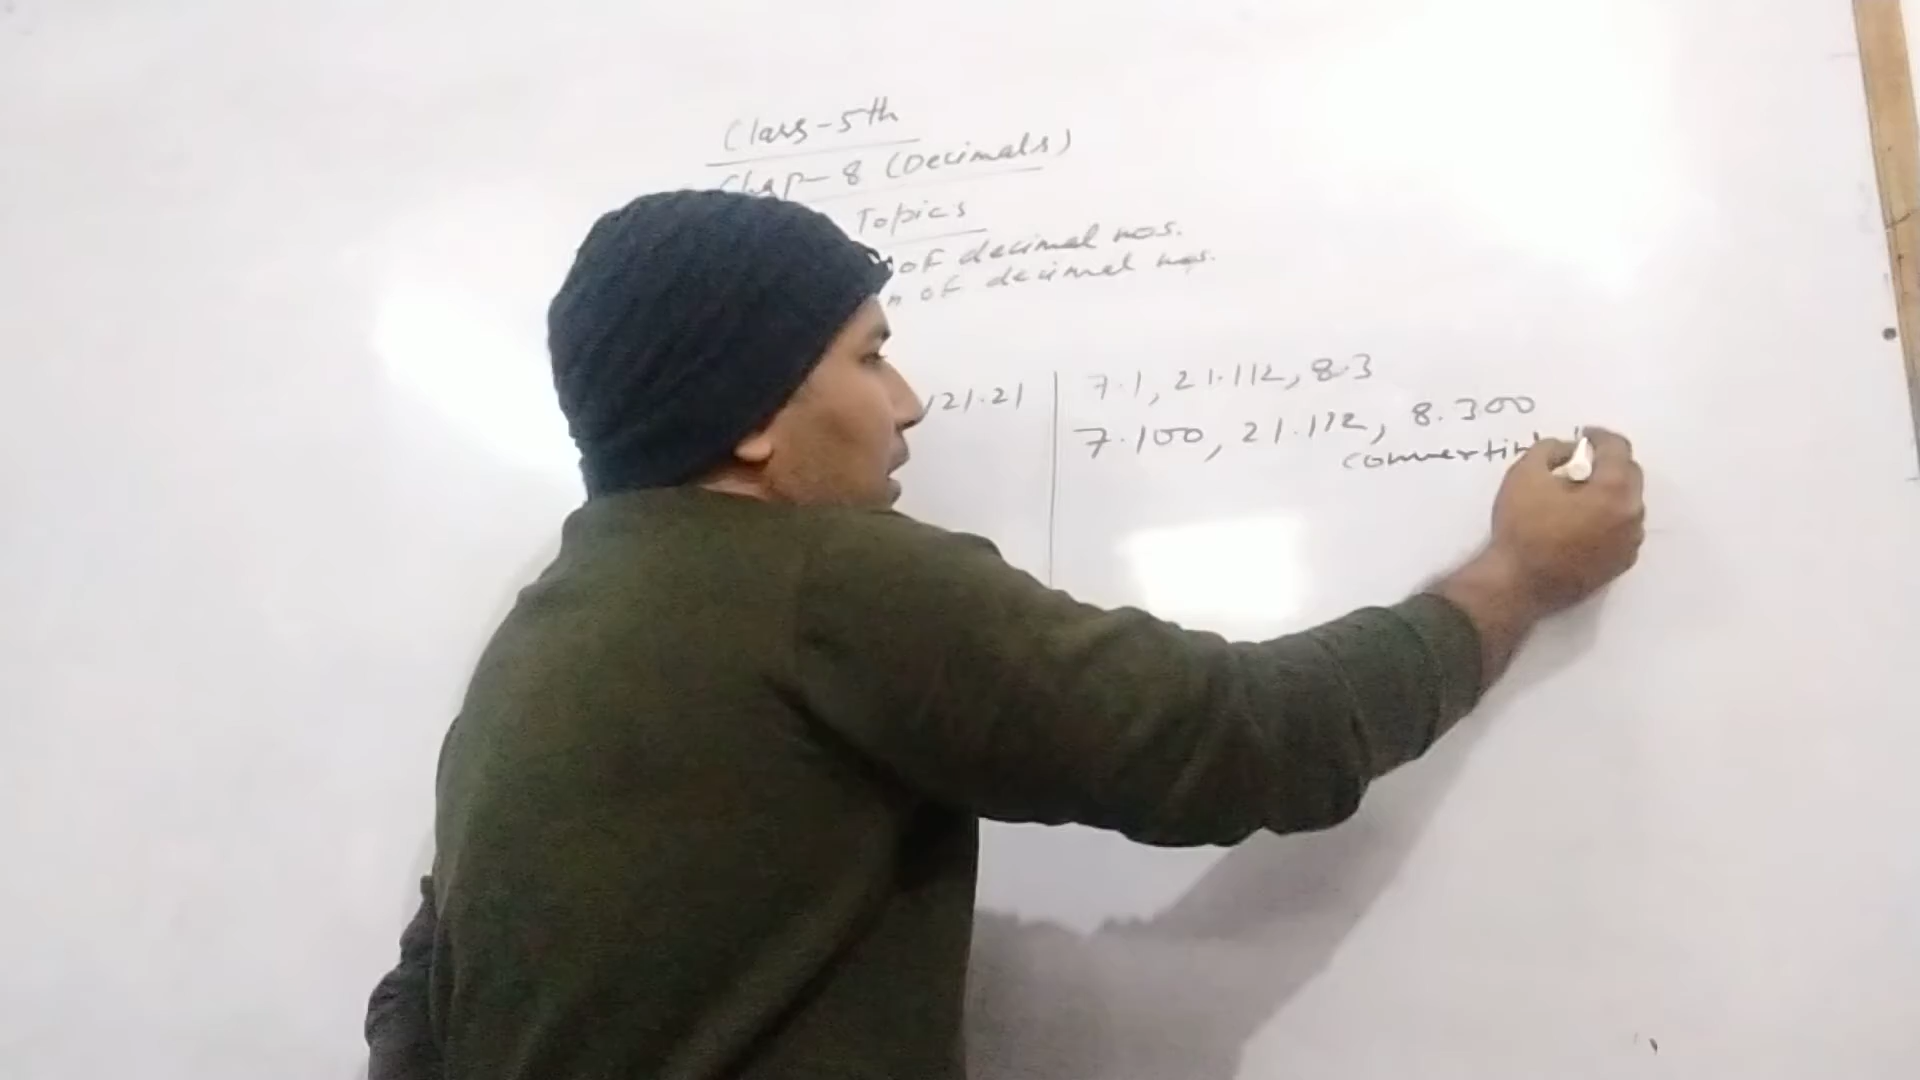 Class-5th
Chap-8 (Decimals)
Topics
of decimal nos.
n of decimal nos.
,21.21
7.1, 21.112, 8.3
7.100, 21.112, 8.300